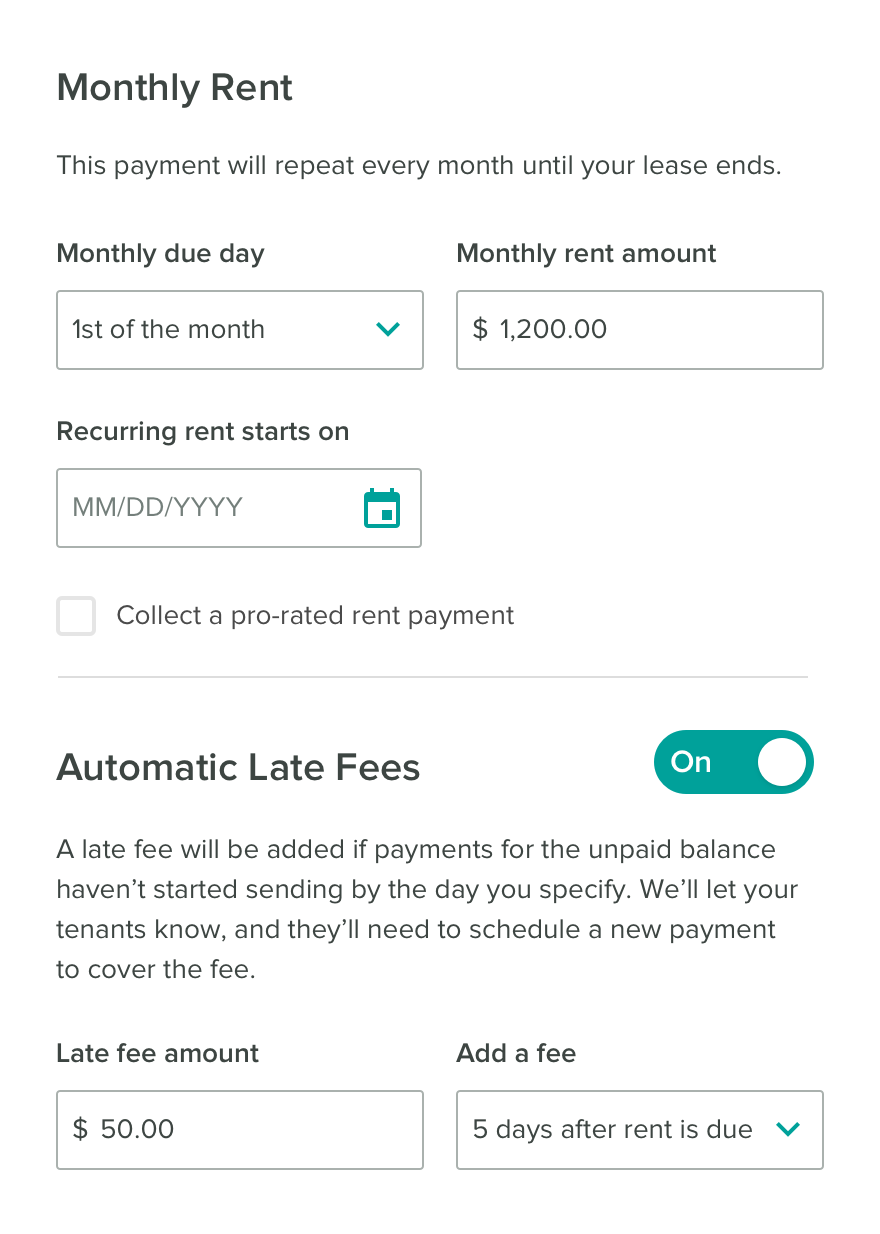 Monthly Rent
This payment will repeat every month until your lease ends.
Monthly due day
Monthly rent amount
1st of the month
$ 1,200.00
Recurring rent starts on
MM/DD/YYYY
Collect a pro-rated rent payment
Automatic Late Fees
On
A late fee will be added if payments for the unpaid balance
haven’t started sending by the day you specify. We’ll let your
tenants know, and they’ll need to schedule a new payment
to cover the fee.
Late fee amount
Add a fee
$ 50.00
5 days after rent is due